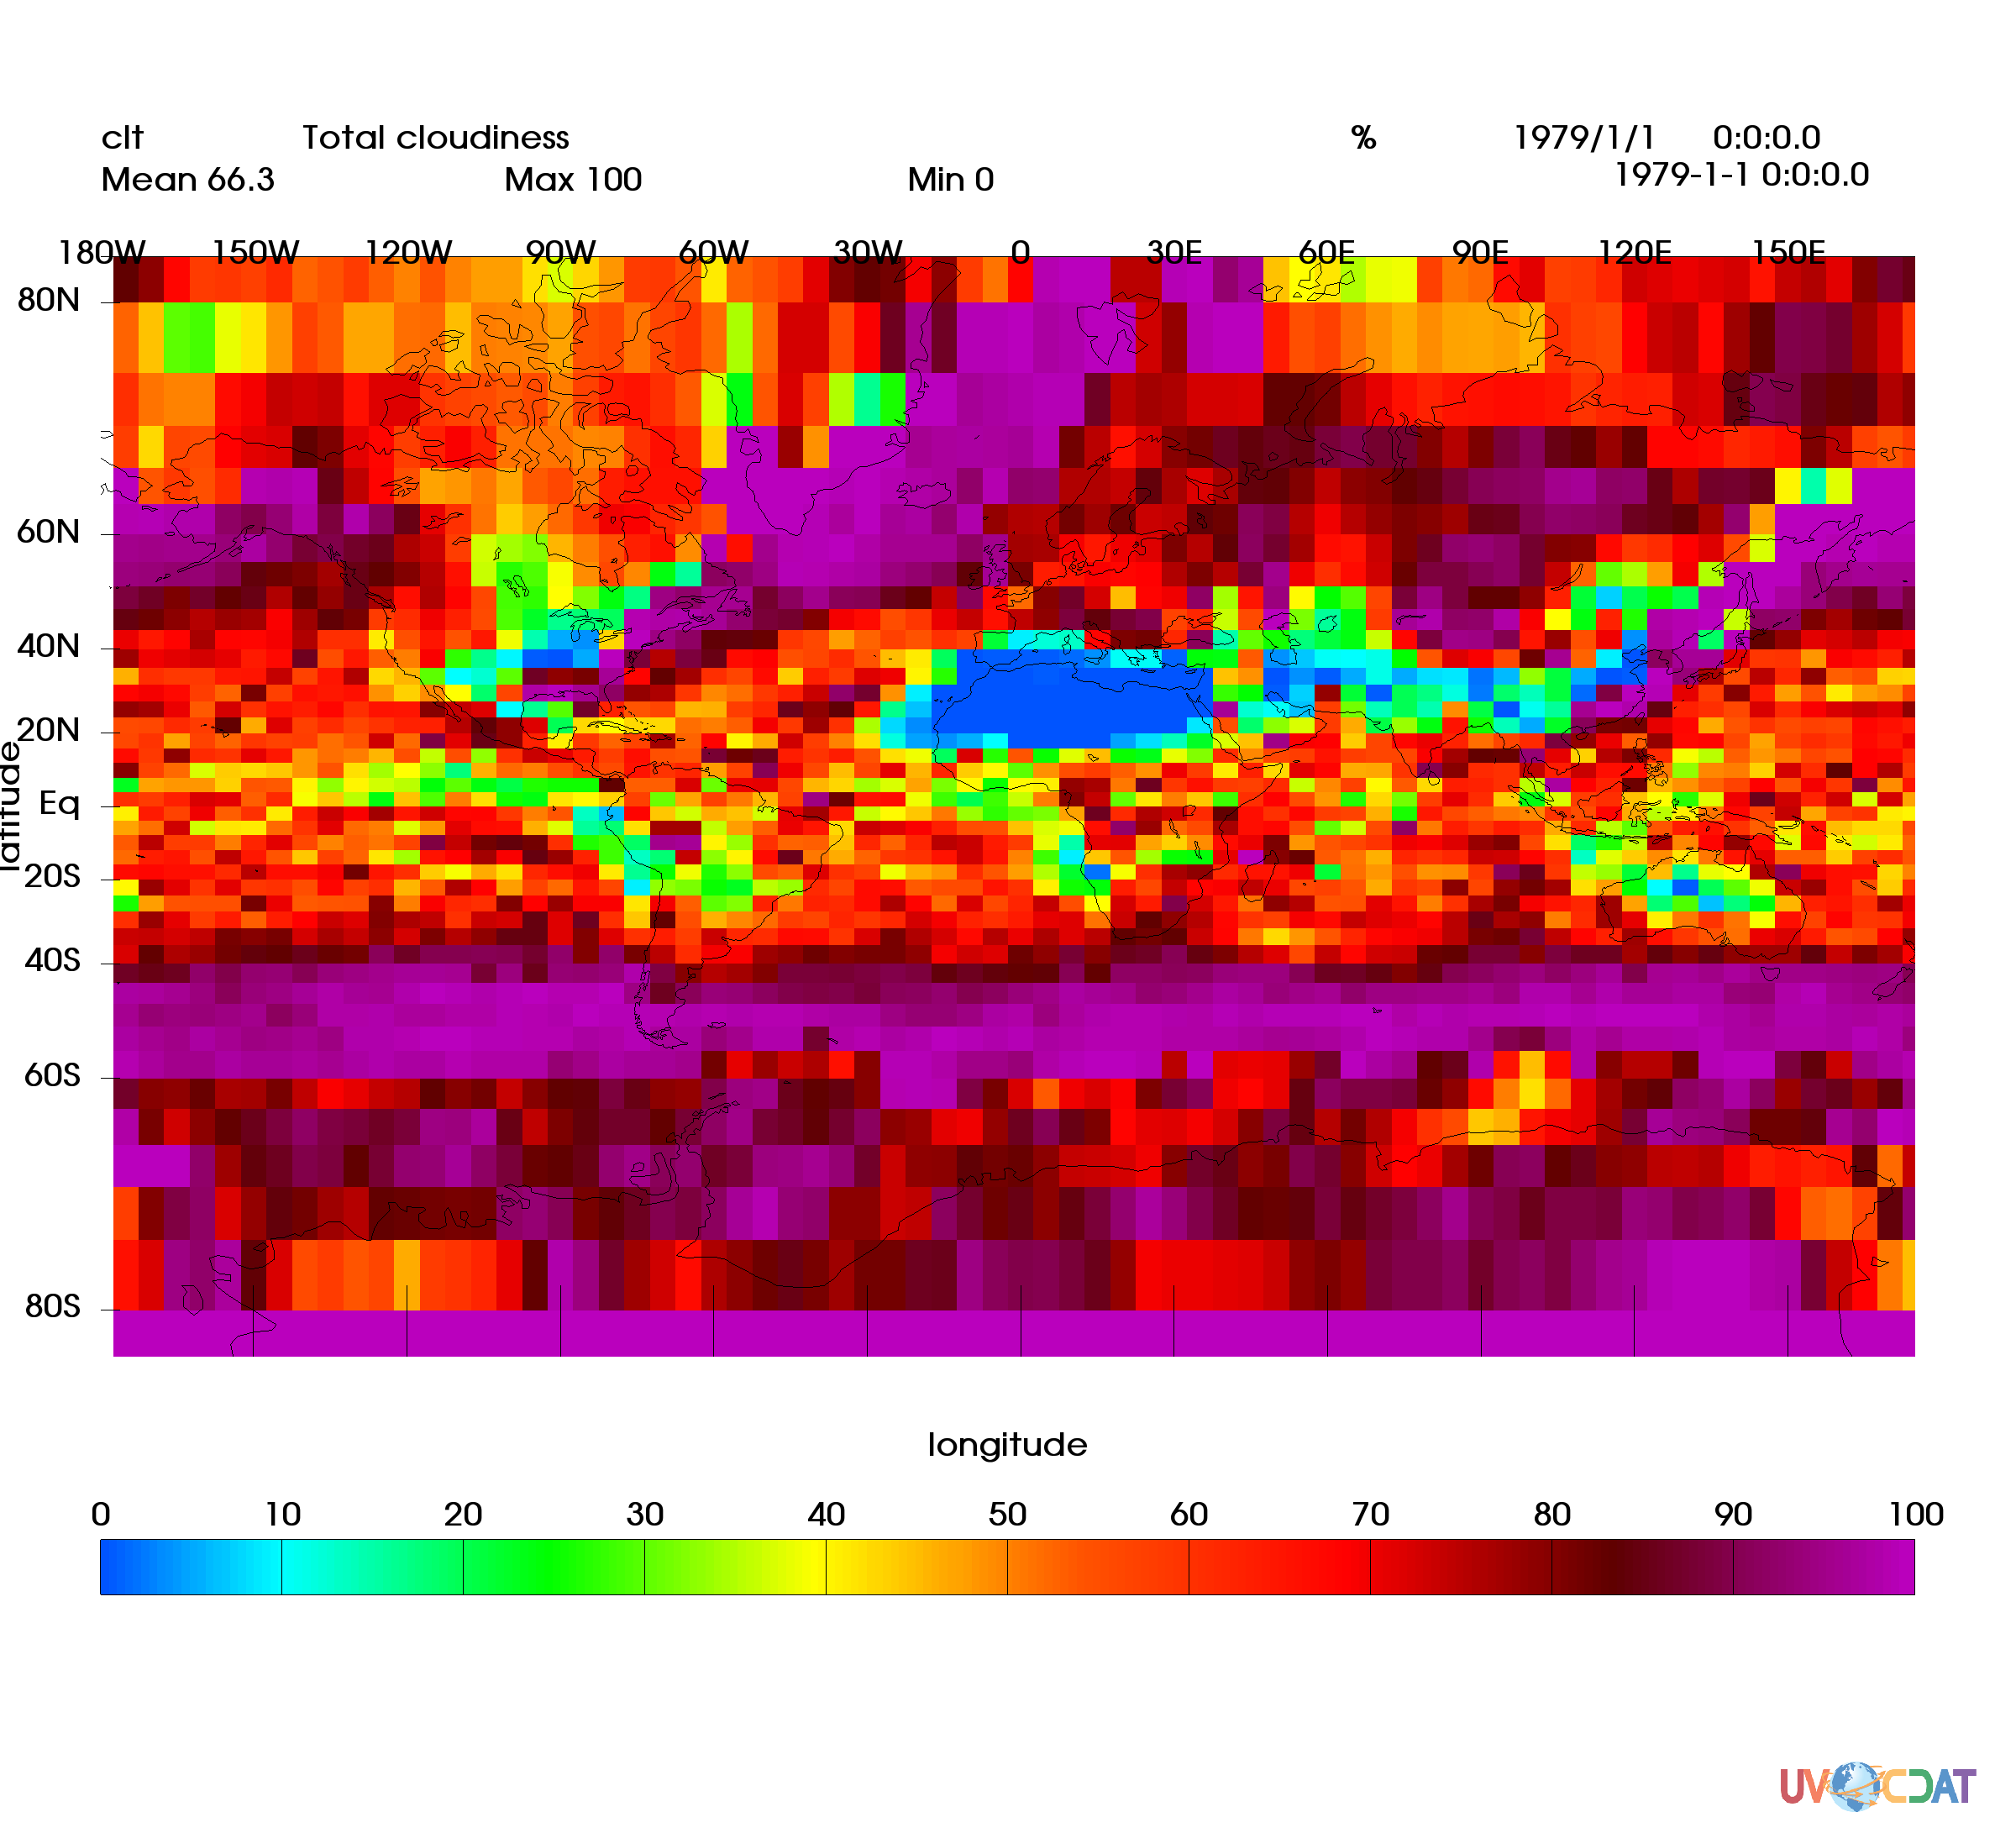 clt Total cloudiness % 1979/1/1 0:0:0.0
Mean 66.3 Max 100 Min 0 1979-1-1 0:0:0.0
180W 150W 120W 90W 60W 30W 0 30E 60E 90E 120E 150E
80N
60N
40N
20N
Eq
20S
40S
60S
80S
latitude
longitude
0 10 20 30 40 50 60 70 80 90 100
UV CDAT